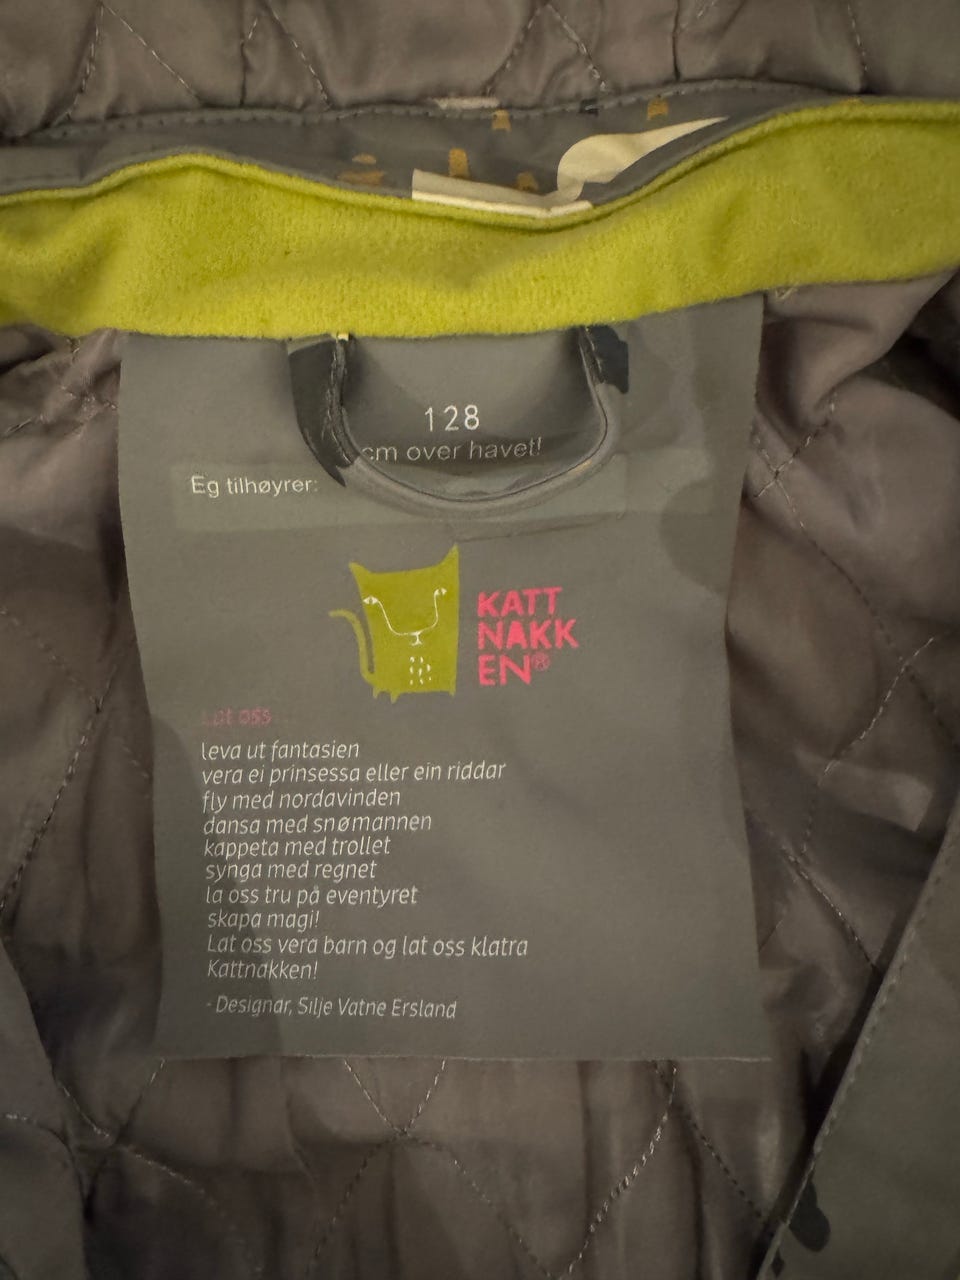 128
cm over havet!
Eg tilhøyrer:
KATT
NAKK
EN®
Lat oss
leva ut fantasien
vera ei prinsessa eller ein riddar
fly med nordavinden
dansa med snømannen
kappeta med trollet
synga med regnet
la oss tru på eventyret
skapa magi!
Lat oss vera barn og lat oss klatra
Kattnakken!
- Designar, Silje Vatne Ersland